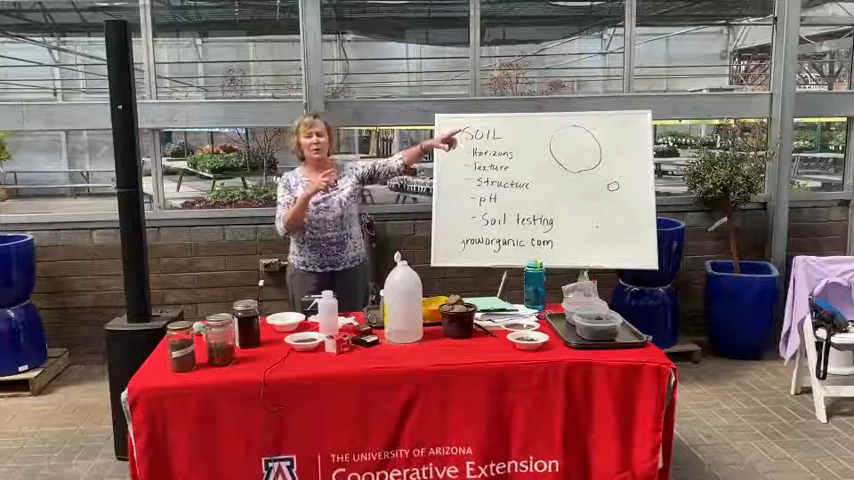 SOIL
- Horizons
- Texture
- Structure
- pH
- Soil testing
groworganic.com
A
THE UNIVERSITY OF ARIZONA
Cooperative Extension